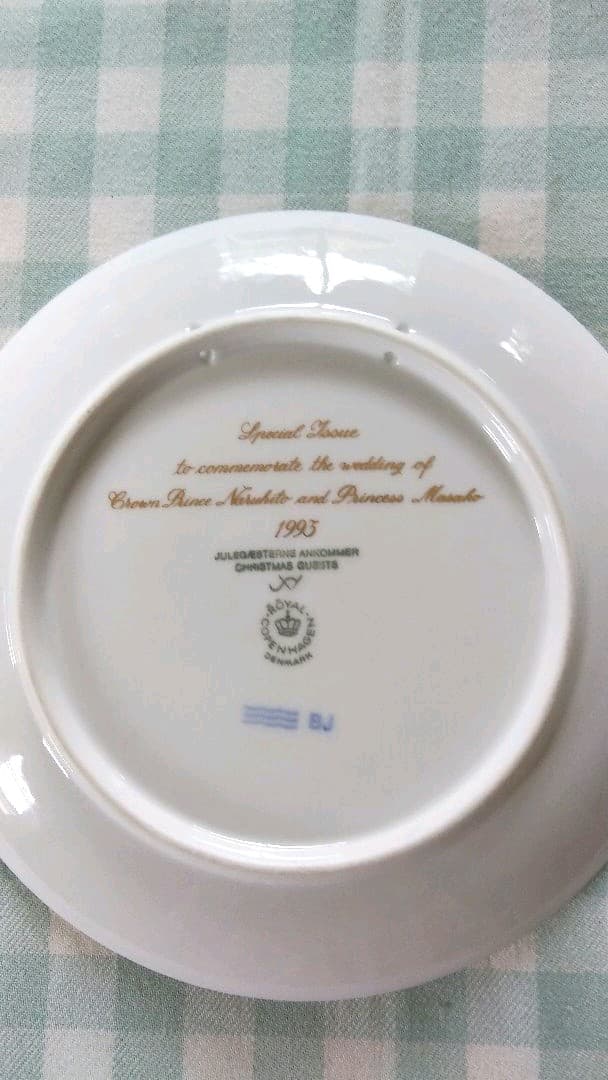 Special Issue
to commemorate the wedding of
Crown Prince Naruhito and Princess Masako
1993
JULEGÆSTERNE ANKOMMER
CHRISTMAS GUESTS
·ROYAL·
COPENHAGEN
DENMARK
BJ